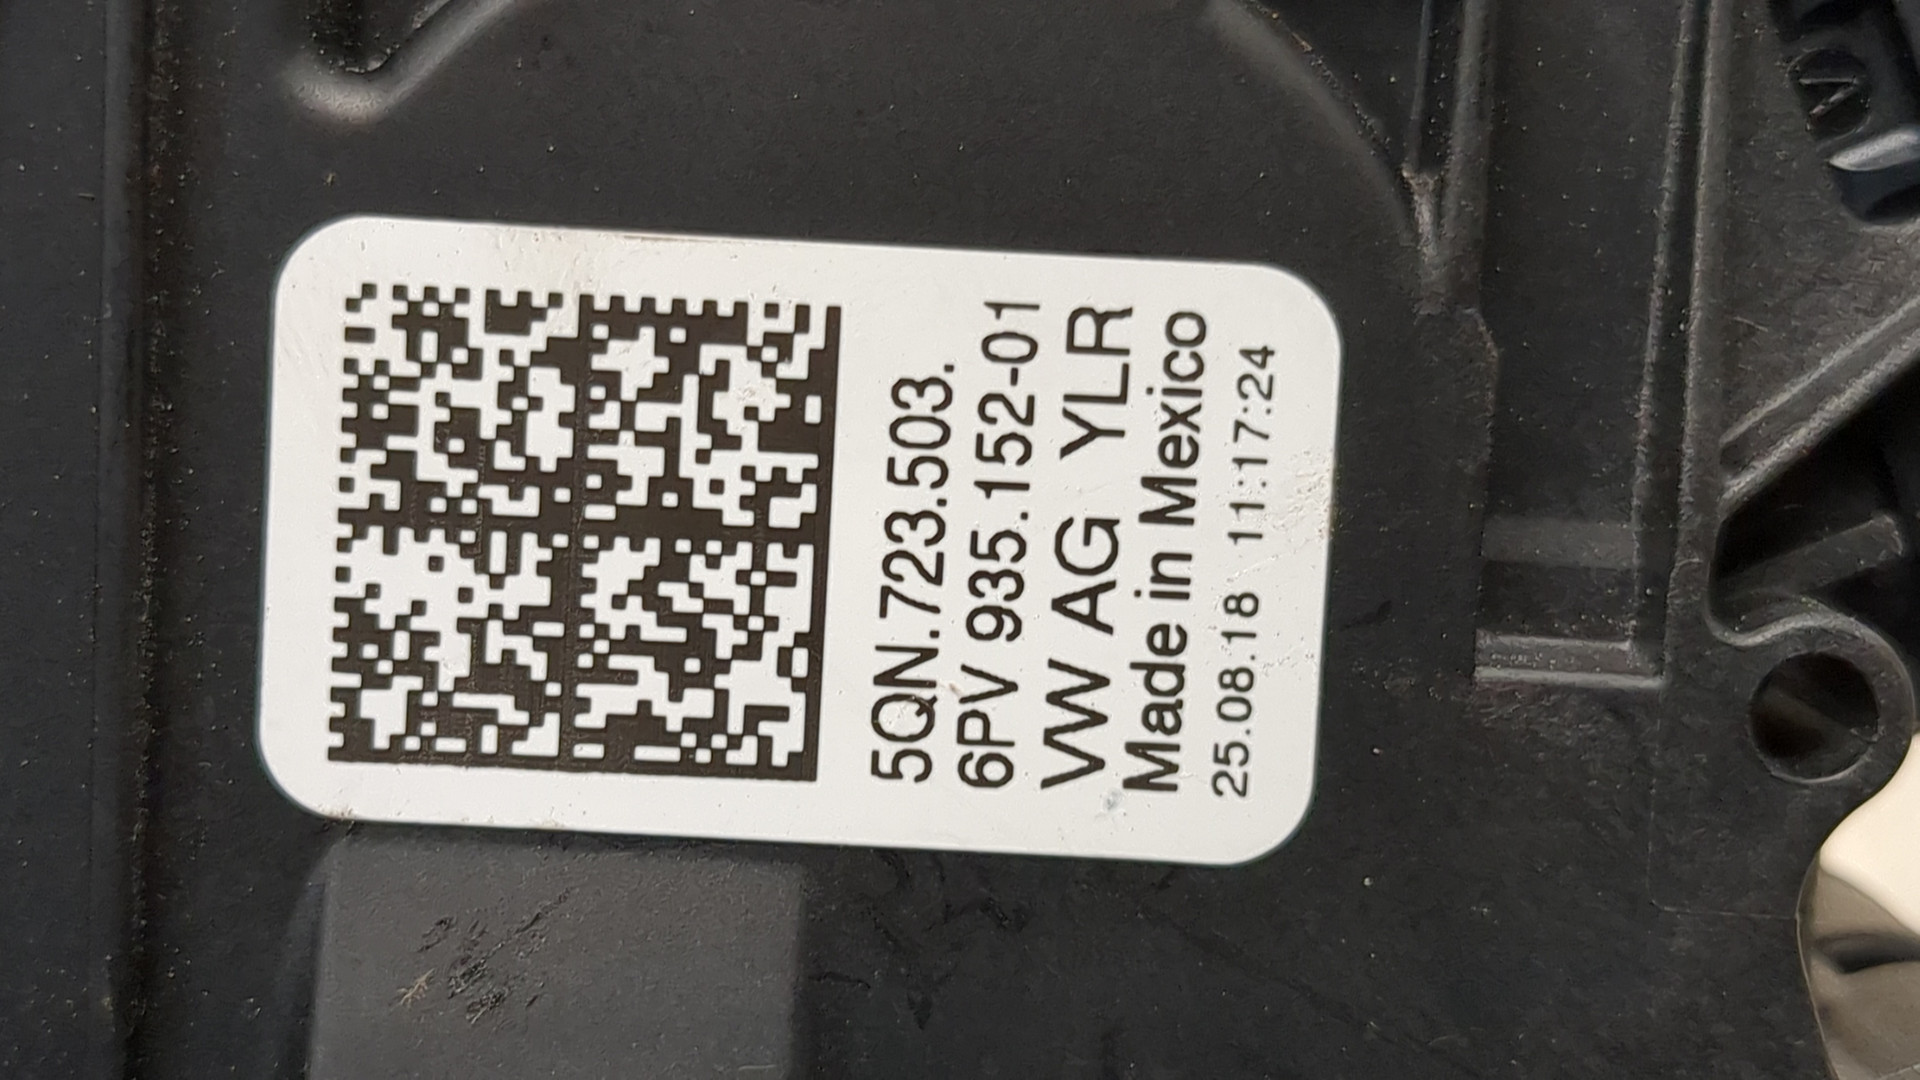 5QN.723.503.
6PV 935.152-01
VW AG YLR
Made in Mexico
25.08.18 11:17:24